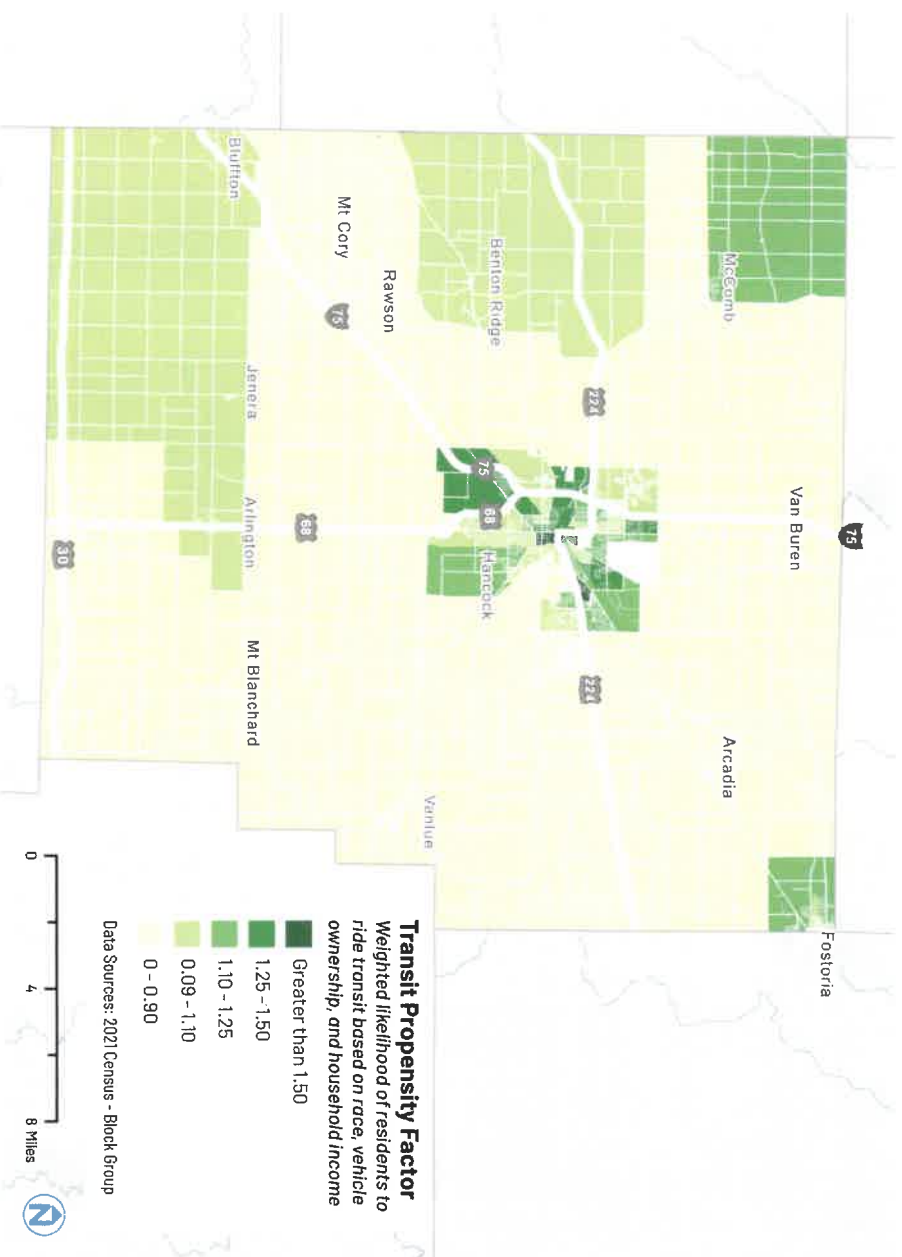 75
Fostoria
Van Buren
McComb
Arcadia
224
224
Benton Ridge
75
68
Hancock
Vanlue
Rawson
Mt Cory
75
68
Jenera
Arlington
Mt Blanchard
Bluffton
30
Transit Propensity Factor
Weighted likelihood of residents to
ride transit based on race, vehicle
ownership, and household income
Greater than 1.50
1.25 - 1.50
1.10 - 1.25
0.09 - 1.10
0 - 0.90
Data Sources: 2021 Census - Block Group
0 4 8 Miles
N